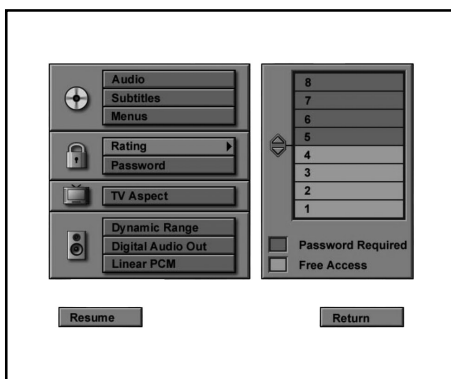 Audio
Subtitles
Menus
Rating
Password
TV Aspect
Dynamic Range
Digital Audio Out
Linear PCM
8
7
6
5
4
3
2
1
Password Required
Free Access
Resume
Return